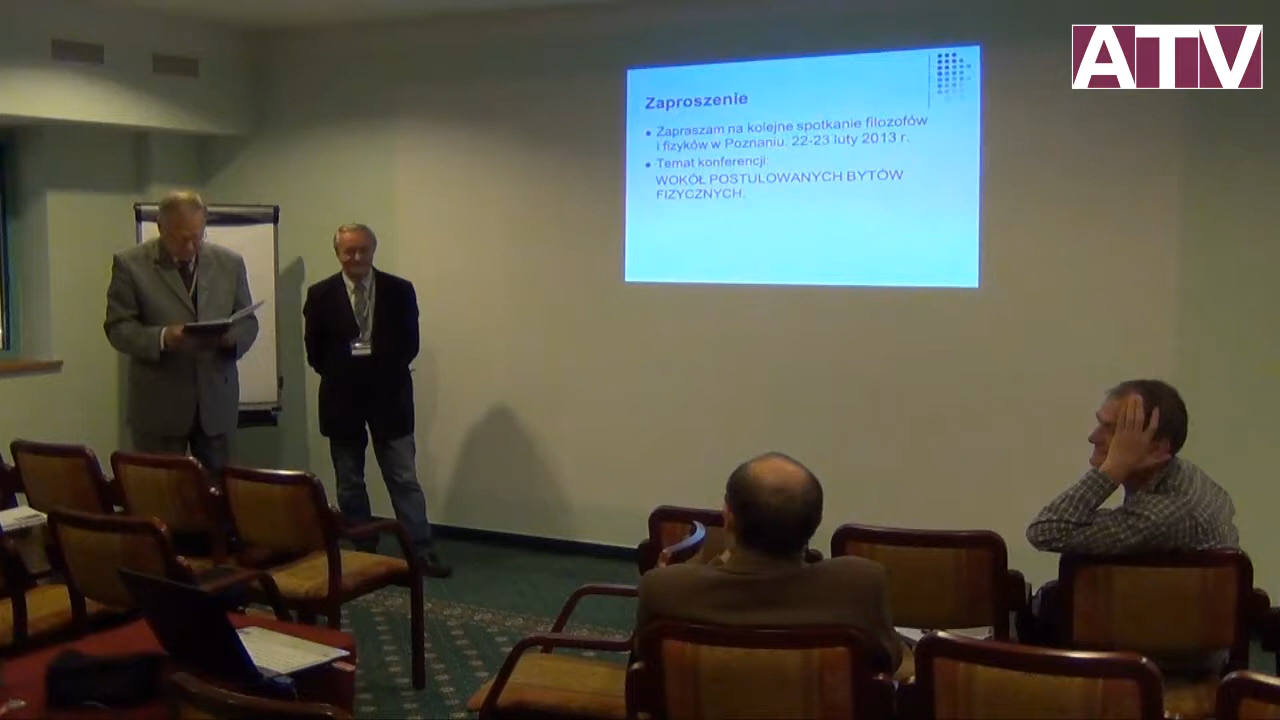 ATV
Zaproszenie
Zapraszam na kolejne spotkanie filozofów
i fizyków w Poznaniu. 22-23 luty 2013 r.
Temat konferencji:
WOKÓŁ POSTULOWANYCH BYTÓW
FIZYCZNYCH.